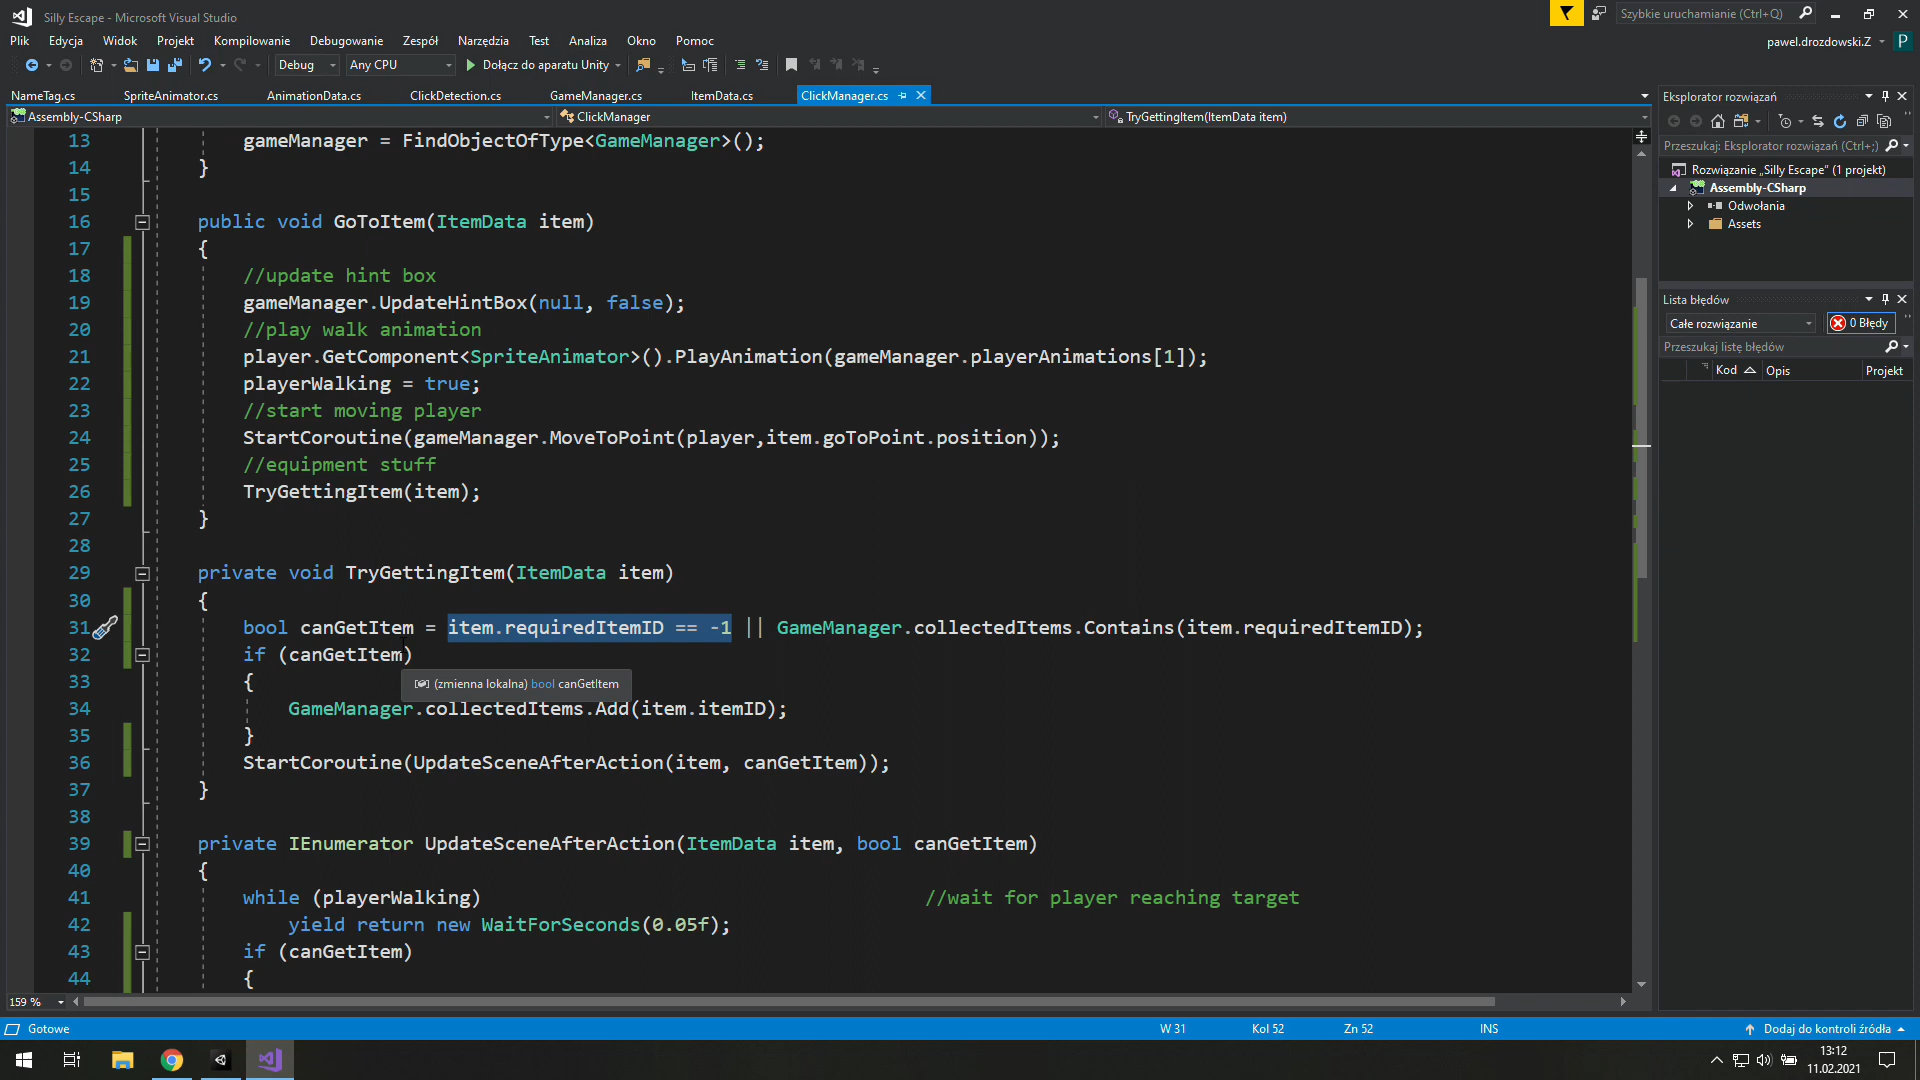 Silly Escape - Microsoft Visual Studio
Szybkie uruchamianie (Ctrl+Q)
Plik Edycja Widok Projekt Kompilowanie Debugowanie Zespół Narzędzia Test Analiza Okno Pomoc
pawel.drozdowski.Z P
Debug Any CPU Dołącz do aparatu Unity
NameTag.cs SpriteAnimator.cs AnimationData.cs ClickDetection.cs GameManager.cs ItemData.cs ClickManager.cs
Assembly-CSharp ClickManager TryGettingItem(ItemData item)
13 gameManager = FindObjectOfType<GameManager>();
14 }
15
16 public void GoToItem(ItemData item)
17 {
18 //update hint box
19 gameManager.UpdateHintBox(null, false);
20 //play walk animation
21 player.GetComponent<SpriteAnimator>().PlayAnimation(gameManager.playerAnimations[1]);
22 playerWalking = true;
23 //start moving player
24 StartCoroutine(gameManager.MoveToPoint(player,item.goToPoint.position));
25 //equipment stuff
26 TryGettingItem(item);
27 }
28
29 private void TryGettingItem(ItemData item)
30 {
31 bool canGetItem = item.requiredItemID == -1 || GameManager.collectedItems.Contains(item.requiredItemID);
32 if (canGetItem)
33 {
(zmienna lokalna) bool canGetItem
34 GameManager.collectedItems.Add(item.itemID);
35 }
36 StartCoroutine(UpdateSceneAfterAction(item, canGetItem));
37 }
38
39 private IEnumerator UpdateSceneAfterAction(ItemData item, bool canGetItem)
40 {
41 while (playerWalking) //wait for player reaching target
42 yield return new WaitForSeconds(0.05f);
43 if (canGetItem)
44 {
159 %
Eksplorator rozwiązań
Przeszukaj: Eksplorator rozwiązań (Ctrl+;)
Rozwiązanie „Silly Escape" (1 projekt)
Assembly-CSharp
Odwołania
Assets
Lista błędów
Całe rozwiązanie 0 Błędy
Przeszukaj listę błędów
Kod Opis Projekt
Gotowe W 31 Kol 52 Zn 52 INS Dodaj do kontroli źródła
13:12
11.02.2021